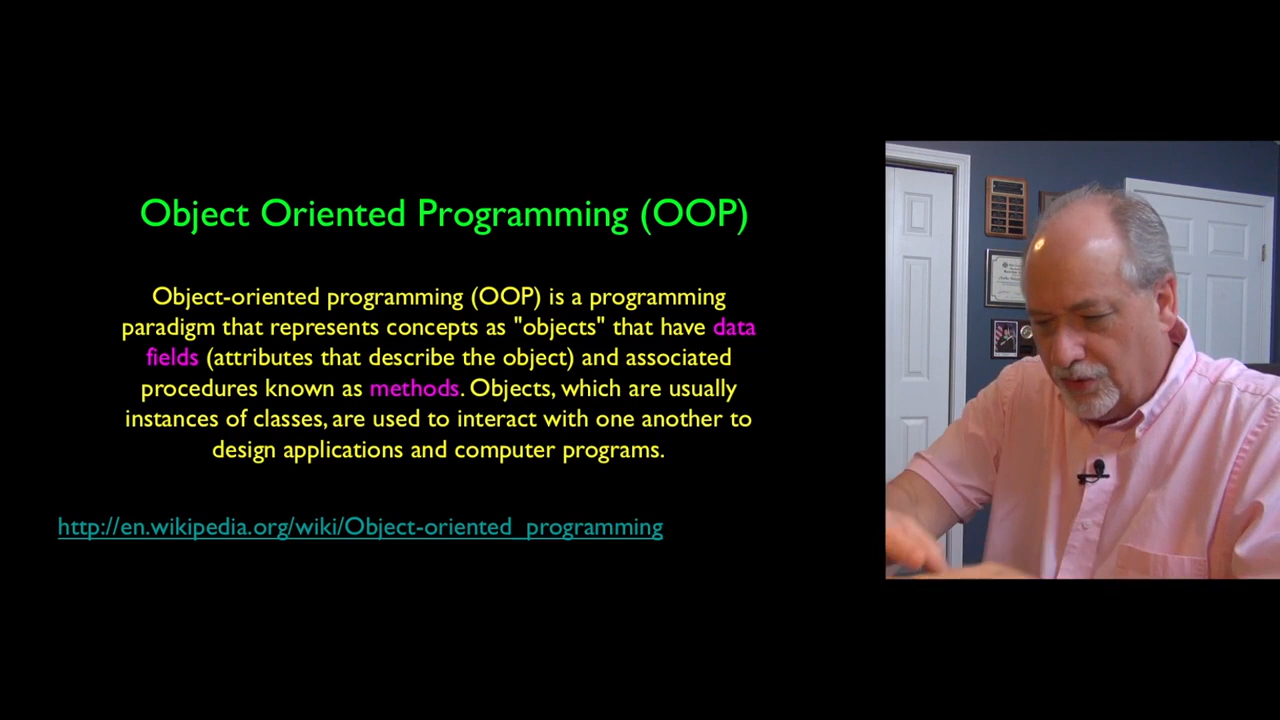 Object Oriented Programming (OOP)
Object-oriented programming (OOP) is a programming
paradigm that represents concepts as "objects" that have data
fields (attributes that describe the object) and associated
procedures known as methods. Objects, which are usually
instances of classes, are used to interact with one another to
design applications and computer programs.
http://en.wikipedia.org/wiki/Object-oriented_programming